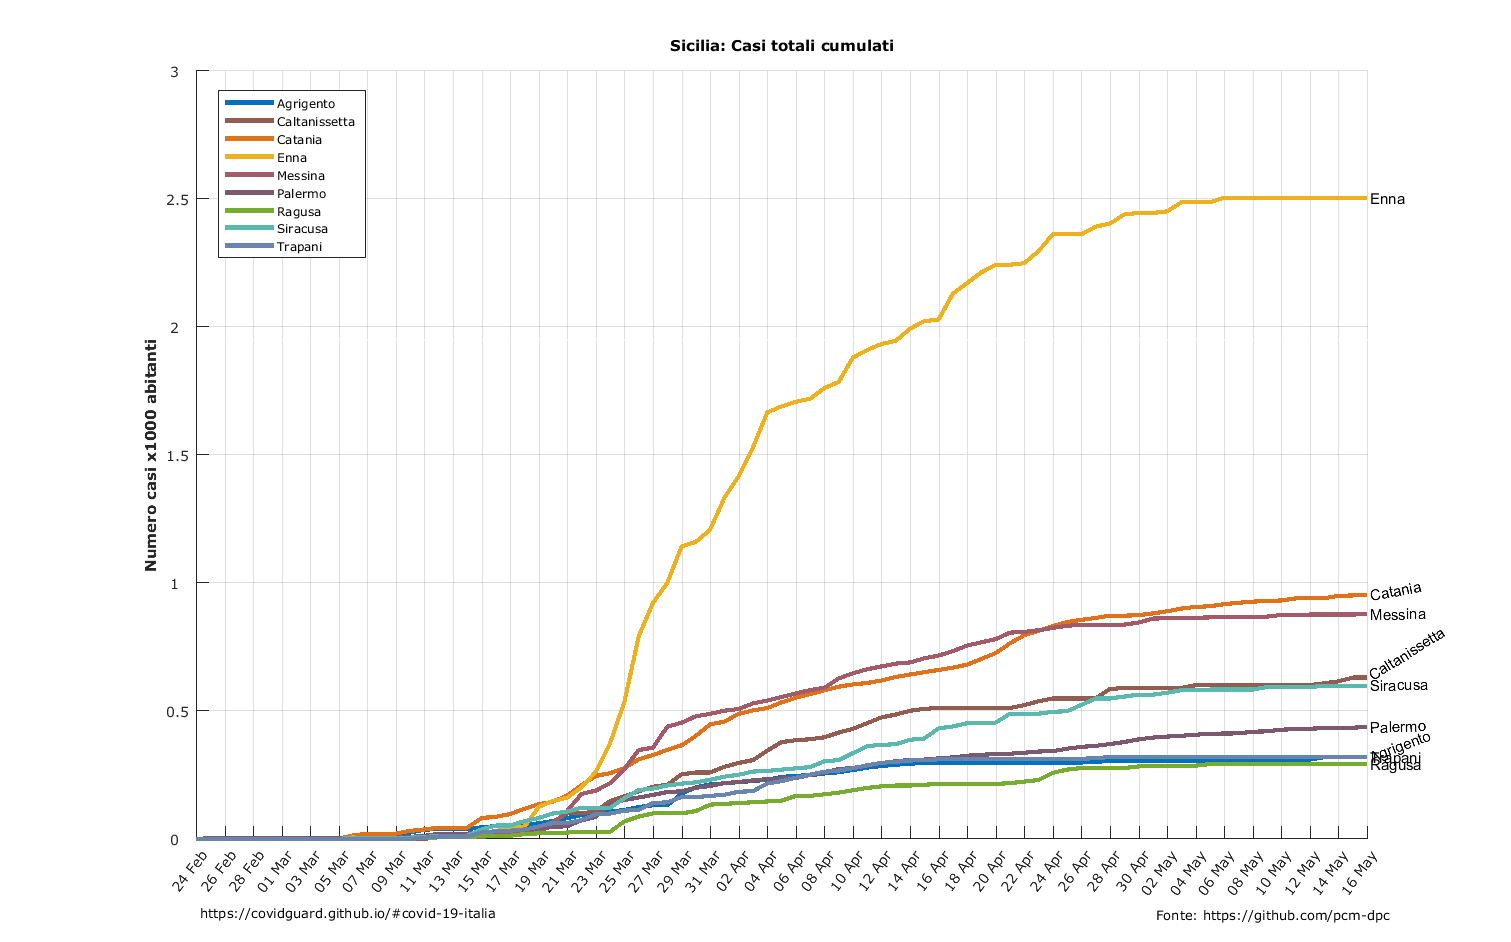 Sicilia: Casi totali cumulati
Numero casi x1000 abitanti
3
2.5
2
1.5
1
0.5
0
Agrigento
Caltanissetta
Catania
Enna
Messina
Palermo
Ragusa
Siracusa
Trapani
Enna
Catania
Messina
Caltanissetta
Siracusa
Palermo
Agrigento
Trapani
Ragusa
24 Feb
26 Feb
28 Feb
01 Mar
03 Mar
05 Mar
07 Mar
09 Mar
11 Mar
13 Mar
15 Mar
17 Mar
19 Mar
21 Mar
23 Mar
25 Mar
27 Mar
29 Mar
31 Mar
02 Apr
04 Apr
06 Apr
08 Apr
10 Apr
12 Apr
14 Apr
16 Apr
18 Apr
20 Apr
22 Apr
24 Apr
26 Apr
28 Apr
30 Apr
02 May
04 May
06 May
08 May
10 May
12 May
14 May
16 May
https://covidguard.github.io/#covid-19-italia
Fonte: https://github.com/pcm-dpc